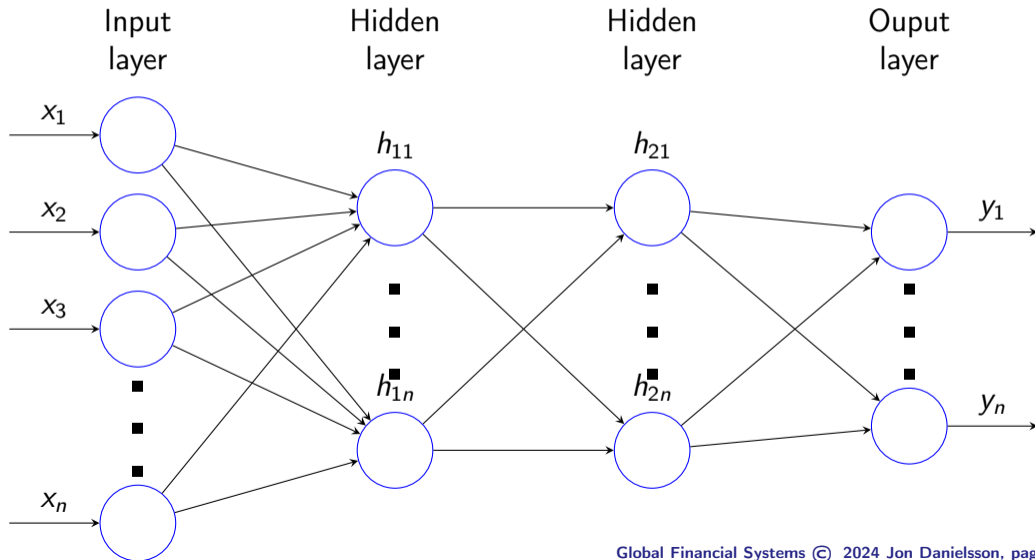 Input
layer
Hidden
layer
Hidden
layer
Ouput
layer
x₁
x₂
x₃
xₙ
h₁₁
h₁ₙ
h₂₁
h₂ₙ
y₁
yₙ
Global Financial Systems © 2024 Jon Danielsson, pag